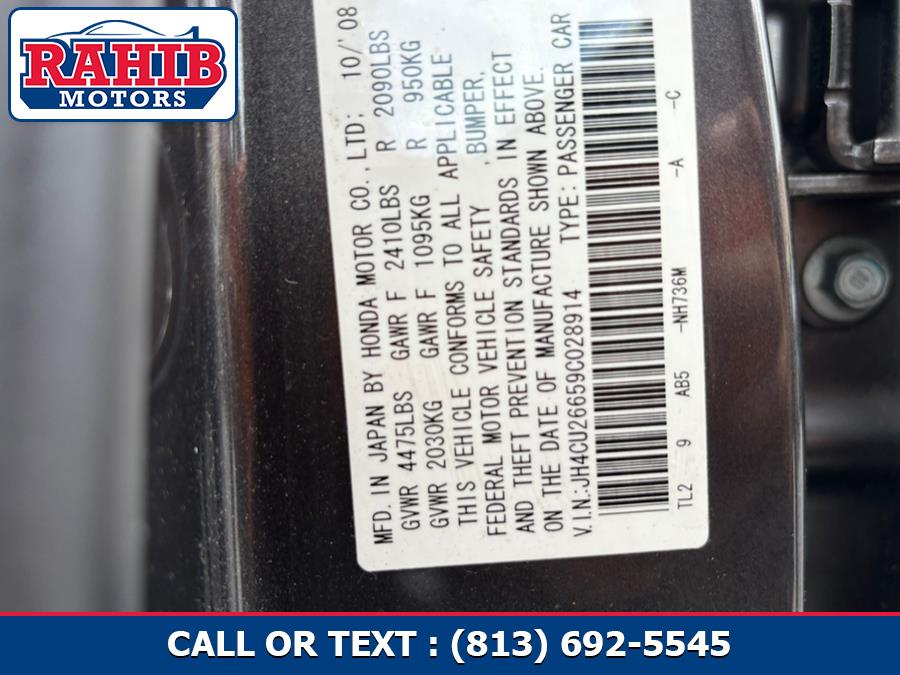 RAHIB
MOTORS
MFD. IN JAPAN BY HONDA MOTOR CO., LTD; 10/'08
GVWR 4475LBS GAWR F 2410LBS R 2090LBS
GVWR 2030KG GAWR F 1095KG R 950KG
THIS VEHICLE CONFORMS TO ALL APPLICABLE
FEDERAL MOTOR VEHICLE SAFETY , BUMPER,
AND THEFT PREVENTION STANDARDS IN EFFECT
ON THE DATE OF MANUFACTURE SHOWN ABOVE.
V.I.N:JH4CU26659C028914 TYPE: PASSENGER CAR
TL2 9 AB5 -NH736M -A -C
CALL OR TEXT : (813) 692-5545